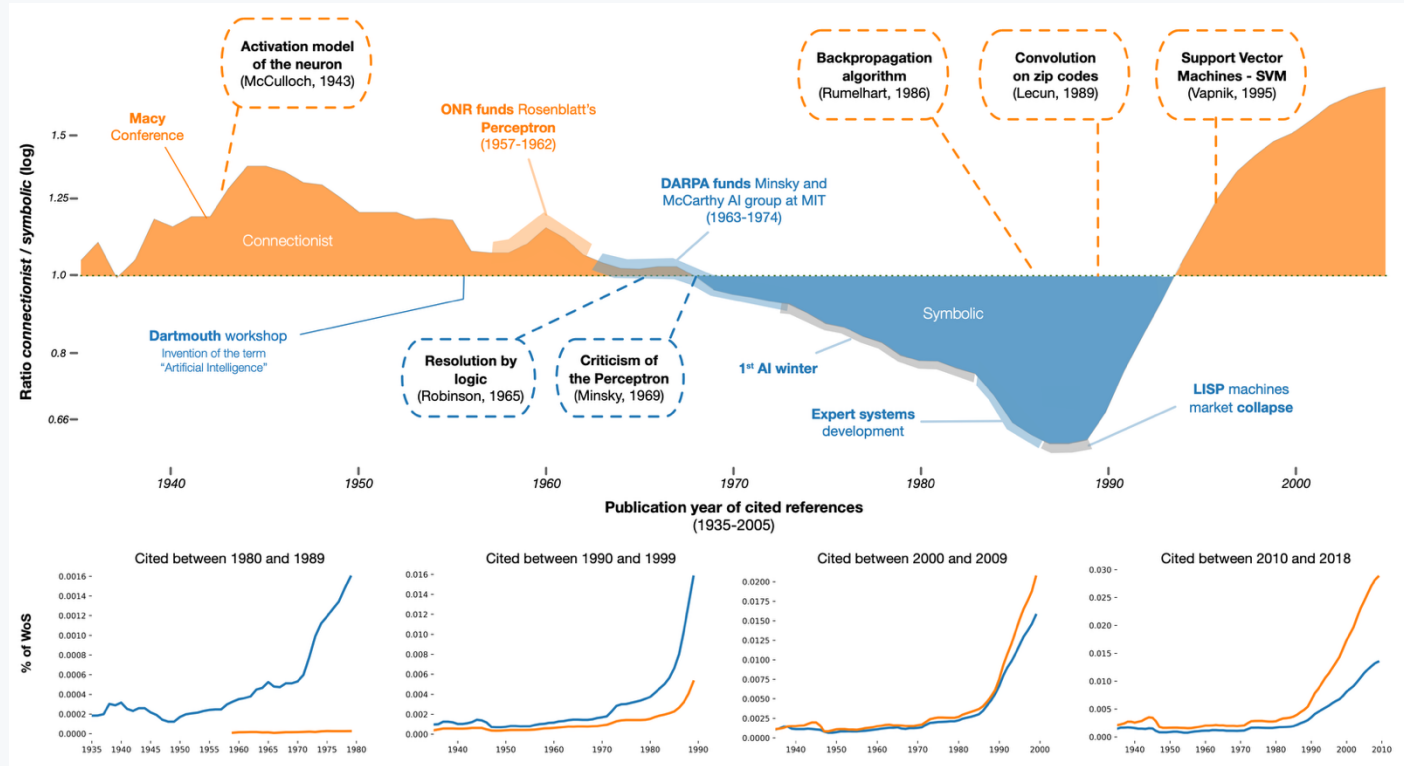 Activation model
of the neuron
(McCulloch, 1943)
Macy
Conference
ONR funds Rosenblatt's
Perceptron
(1957-1962)
DARPA funds Minsky and
McCarthy AI group at MIT
(1963-1974)
Backpropagation
algorithm
(Rumelhart, 1986)
Convolution
on zip codes
(Lecun, 1989)
Support Vector
Machines - SVM
(Vapnik, 1995)
Ratio connectionist / symbolic (log)
1.5
1.25
1.0
0.8
0.66
Connectionist
Symbolic
Dartmouth workshop
Invention of the term
“Artificial Intelligence”
Resolution by
logic
(Robinson, 1965)
Criticism of
the Perceptron
(Minsky, 1969)
1st AI winter
Expert systems
development
LISP machines
market collapse
1940 1950 1960 1970 1980 1990 2000
Publication year of cited references
(1935-2005)
% of WoS
Cited between 1980 and 1989
0.0016
0.0014
0.0012
0.0010
0.0008
0.0006
0.0004
0.0002
0.0000
1935 1940 1945 1950 1955 1960 1965 1970 1975 1980
Cited between 1990 and 1999
0.016
0.014
0.012
0.010
0.008
0.006
0.004
0.002
0.000
1940 1950 1960 1970 1980 1990
Cited between 2000 and 2009
0.0200
0.0175
0.0150
0.0125
0.0100
0.0075
0.0050
0.0025
0.0000
1940 1950 1960 1970 1980 1990 2000
Cited between 2010 and 2018
0.030
0.025
0.020
0.015
0.010
0.005
0.000
1940 1950 1960 1970 1980 1990 2000 2010